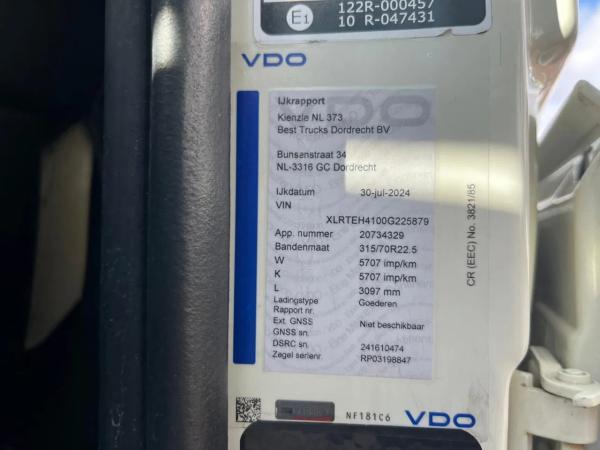 122R-000457
E1
10 R-047431
VDO
IJkrapport
Kienzle NL 373
Best Trucks Dordrecht BV
Bunsenstraat 34
NL-3316 GC Dordrecht
IJkdatum 30-jul-2024
VIN
XLRTEH4100G225879
App. nummer 20734329
Bandenmaat 315/70R22.5
W 5707 imp/km
K 5707 imp/km
L 3097 mm
Ladingstype Goederen
Rapport nr.
Ext. GNSS Niet beschikbaar
GNSS sn.
DSRC sn. 241610474
Zegel serienr. RP03198847
CR (EEC) No. 3821/85
NF181C6 VDO